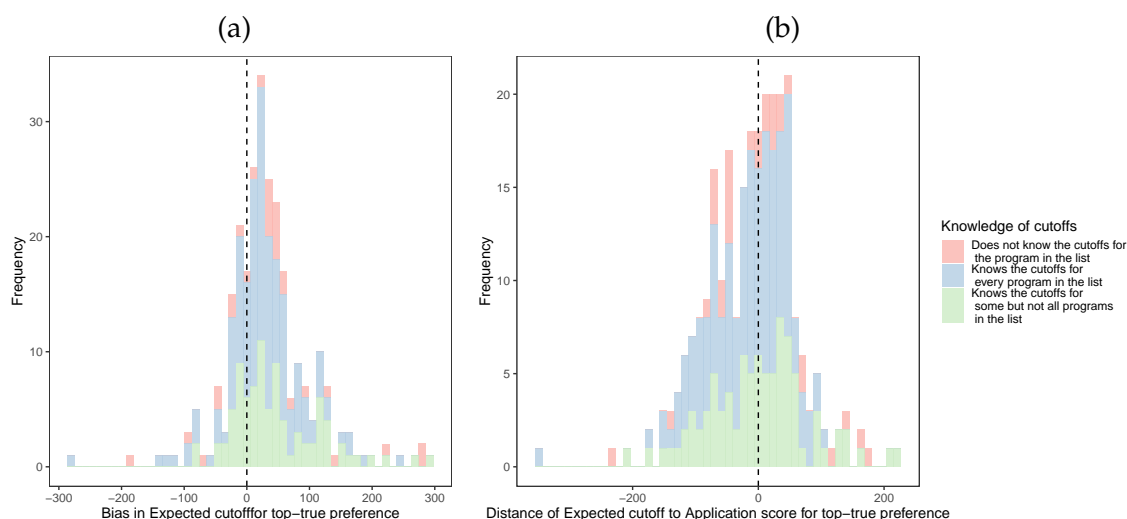 (a)
(b)
30
20
10
0
Frequency
−300
−200
−100
0
100
200
300
Bias in Expected cutofffor top−true preference
20
15
10
5
0
Frequency
−200
0
200
Distance of Expected cutoff to Application score for top−true preference
Knowledge of cutoffs
Does not know the cutoffs for
the program in the list
Knows the cutoffs for
every program in the list
Knows the cutoffs for
some but not all programs
in the list